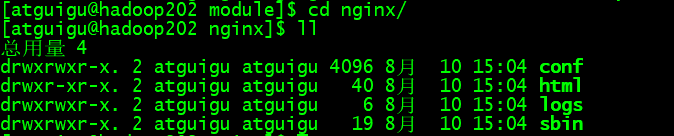 [atguigu@hadoop202 module]$ cd nginx/
[atguigu@hadoop202 nginx]$ ll
总用量 4
drwxrwxr-x. 2 atguigu atguigu 4096 8月  10 15:04 conf
drwxrwxr-x. 2 atguigu atguigu   40 8月  10 15:04 html
drwxrwxr-x. 2 atguigu atguigu    6 8月  10 15:04 logs
drwxrwxr-x. 2 atguigu atguigu   19 8月  10 15:04 sbin